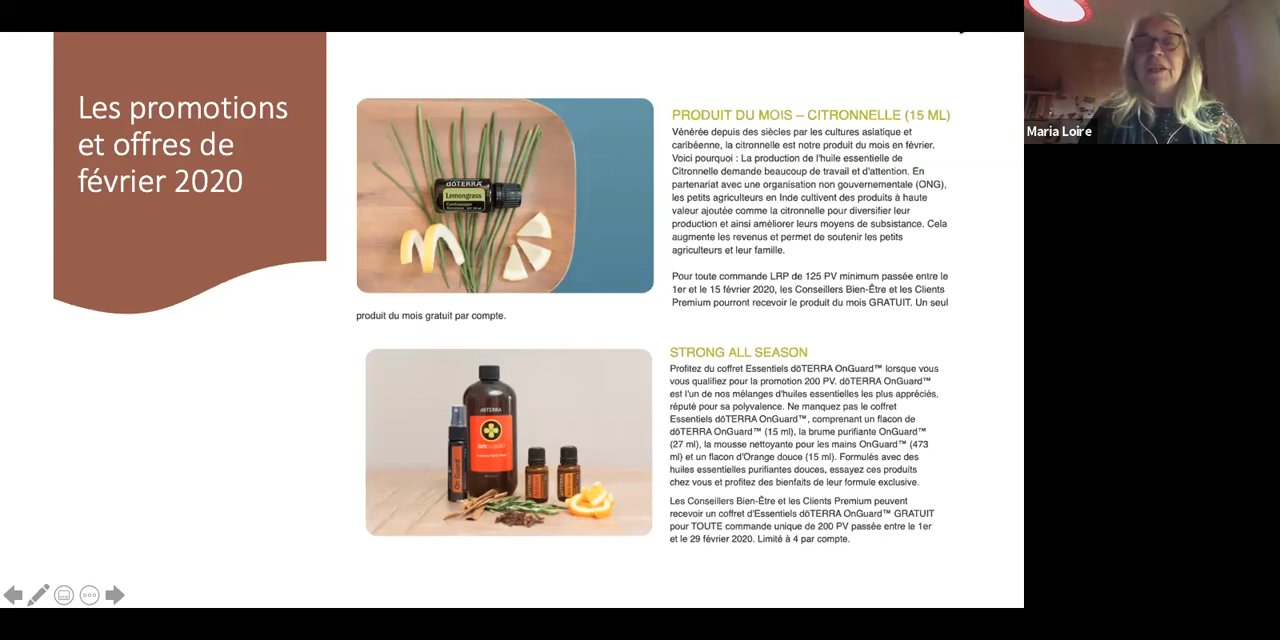 Les promotions
et offres de
février 2020
PRODUIT DU MOIS – CITRONNELLE (15 ML)
Vénérée depuis des siècles par les cultures asiatique et
caribéenne, la citronnelle est notre produit du mois en février.
Voici pourquoi : La production de l'huile essentielle de
Citronnelle demande beaucoup de travail et d'attention. En
partenariat avec une organisation non gouvernementale (ONG),
les petits agriculteurs en Inde cultivent des produits à haute
valeur ajoutée comme la citronnelle pour diversifier leur
production et ainsi améliorer leurs moyens de subsistance. Cela
augmente les revenus et permet de soutenir les petits
agriculteurs et leur famille.
Pour toute commande LRP de 125 PV minimum passée entre le
1er et le 15 février 2020, les Conseillers Bien-Être et les Clients
Premium pourront recevoir le produit du mois GRATUIT. Un seul
produit du mois gratuit par compte.
dōTERRA
Lemongrass
STRONG ALL SEASON
Profitez du coffret Essentiels dōTERRA OnGuard™ lorsque vous
vous qualifiez pour la promotion 200 PV. dōTERRA OnGuard™
est l'un de nos mélanges d'huiles essentielles les plus appréciés,
réputé pour sa polyvalence. Ne manquez pas le coffret
Essentiels dōTERRA OnGuard™, comprenant un flacon de
dōTERRA OnGuard™ (15 ml), la brume purifiante OnGuard™
(27 ml), la mousse nettoyante pour les mains OnGuard™ (473
ml) et un flacon d'Orange douce (15 ml). Formulés avec des
huiles essentielles purifiantes douces, essayez ces produits
chez vous et profitez des bienfaits de leur formule exclusive.
Les Conseillers Bien-Être et les Clients Premium peuvent
recevoir un coffret d'Essentiels dōTERRA OnGuard™ GRATUIT
pour TOUTE commande unique de 200 PV passée entre le 1er
et le 29 février 2020. Limité à 4 par compte.
dōTERRA
ONGUARD
On Guard
Maria Loire